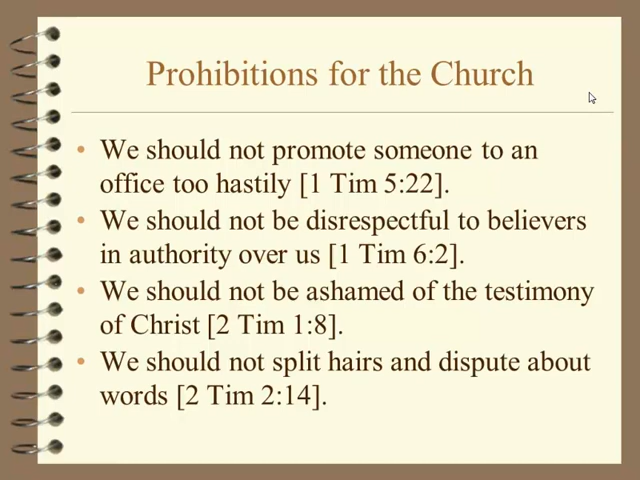 Prohibitions for the Church
• We should not promote someone to an
office too hastily [1 Tim 5:22].
• We should not be disrespectful to believers
in authority over us [1 Tim 6:2].
• We should not be ashamed of the testimony
of Christ [2 Tim 1:8].
• We should not split hairs and dispute about
words [2 Tim 2:14].